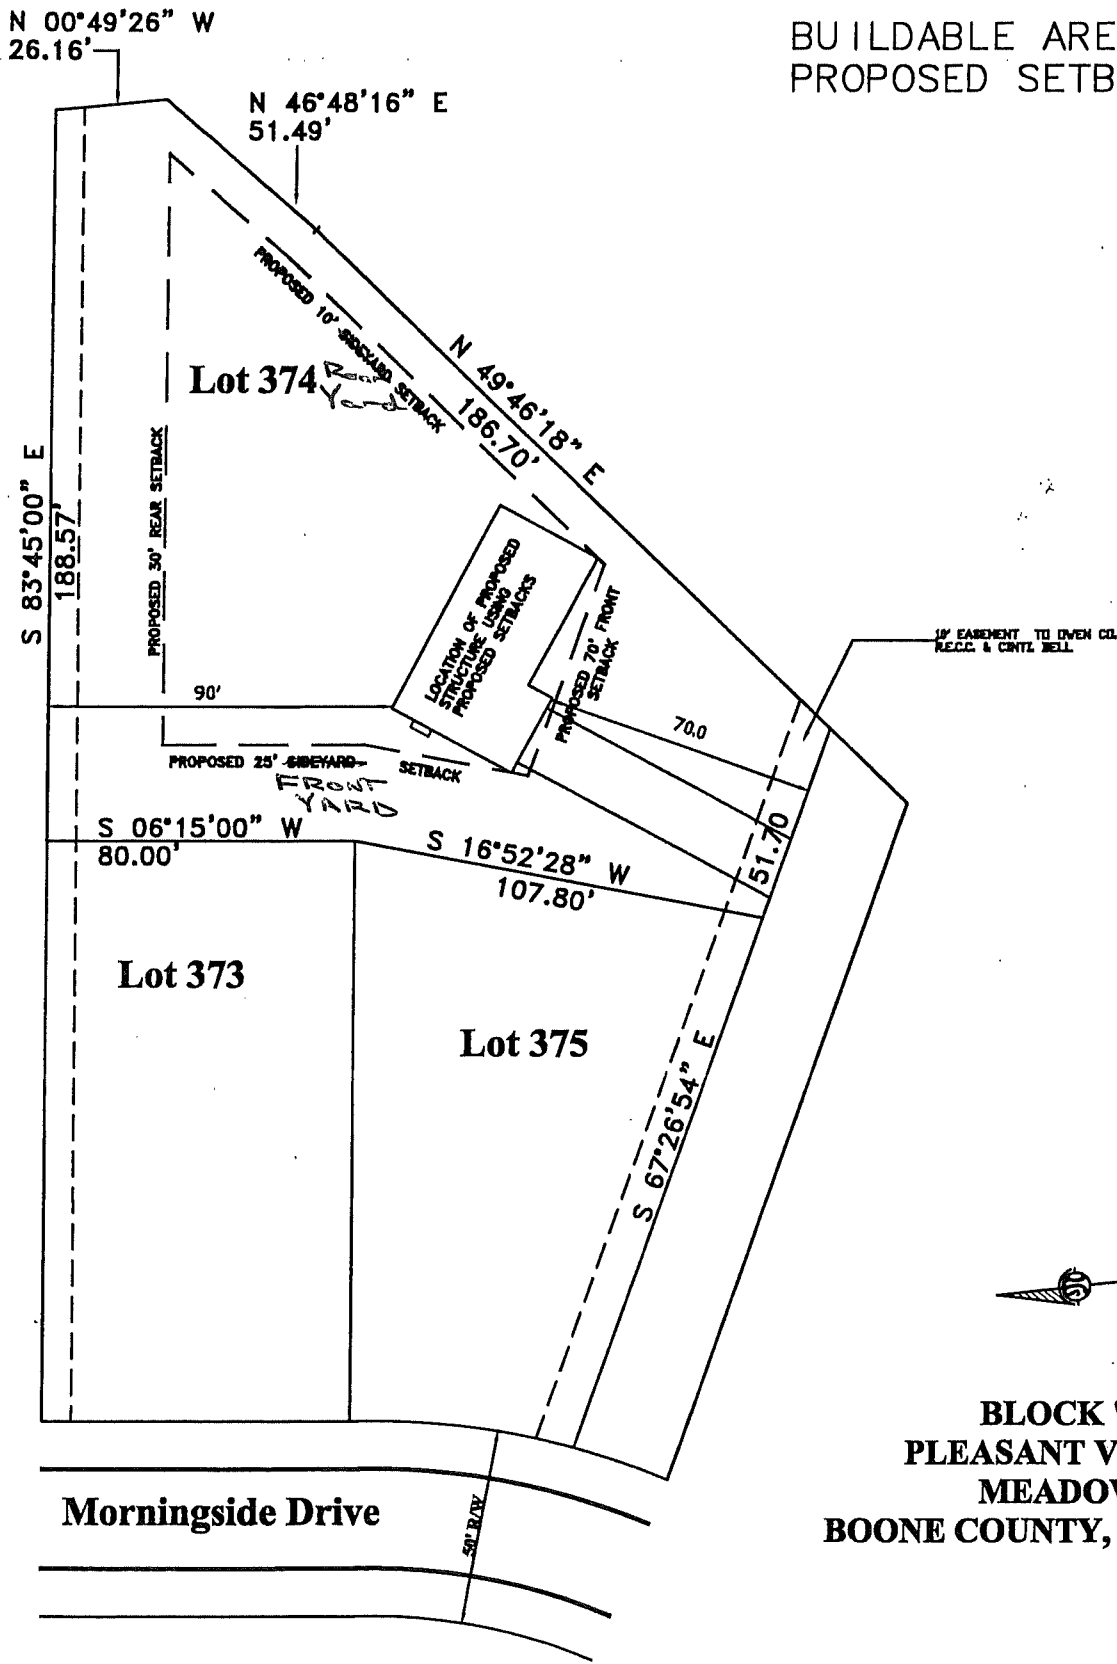 N 00°49'26" W
26.16'
BUILDABLE ARE
PROPOSED SETB
N 46°48'16" E
51.49'
PROPOSED 10' SIDEYARD SETBACK
Rear
Yard
Lot 374
N 49°46'18" E
186.70'
S 83°45'00" E
188.57'
PROPOSED 30' REAR SETBACK
LOCATION OF PROPOSED
STRUCTURE USING
PROPOSED SETBACKS
PROPOSED 70' FRONT
SETBACK
10' EASEMENT TO OWEN CO.
R.E.C.C. & CINTI. BELL
90'
70.0
PROPOSED 25' SIDEYARD SETBACK
FRONT
YARD
S 06°15'00" W
80.00'
S 16°52'28" W
107.80'
51.70
Lot 373
Lot 375
S 67°26'54" E
BLOCK
PLEASANT V
MEADOW
BOONE COUNTY,
Morningside Drive
50' R/W